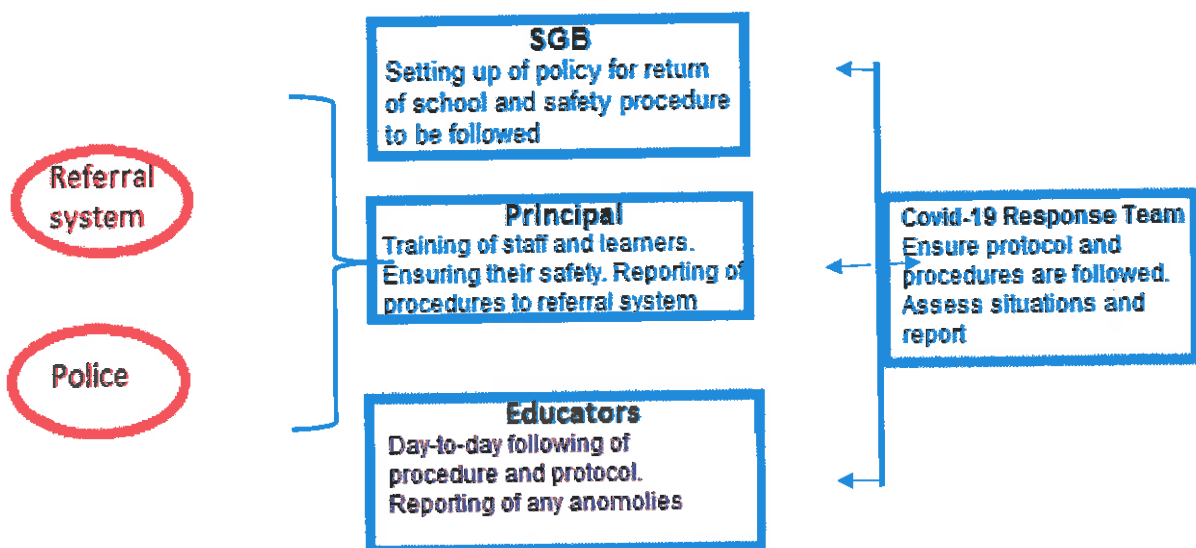 SGB
Setting up of policy for return
of school and safety procedure
to be followed
Referral
system
Principal
Training of staff and learners.
Ensuring their safety. Reporting of
procedures to referral system
Covid-19 Response Team
Ensure protocol and
procedures are followed.
Assess situations and
report
Police
Educators
Day-to-day following of
procedure and protocol.
Reporting of any anomolies